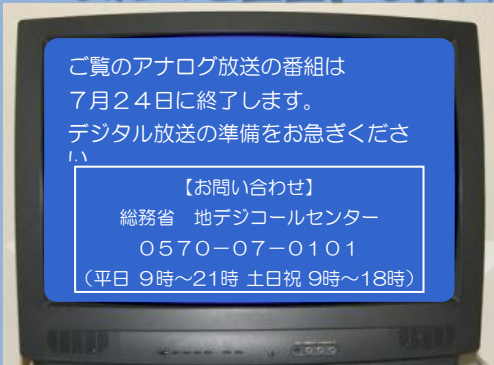 ご覧のアナログ放送の番組は
7月24日に終了します。
デジタル放送の準備をお急ぎくださ
い
【お問い合わせ】
総務省　地デジコールセンター
0570-07-0101
（平日 9時～21時 土日祝 9時～18時）